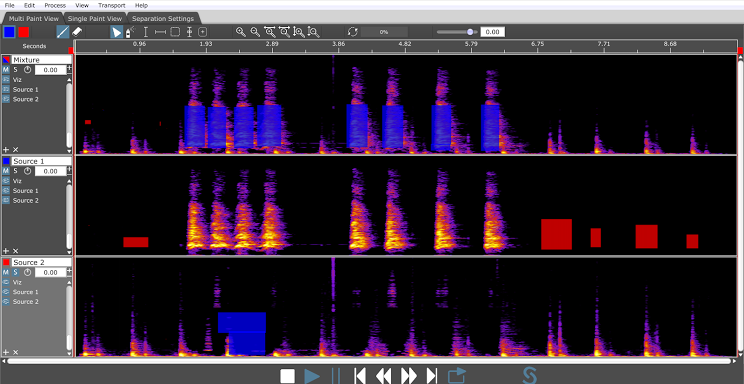 File Edit Process View Transport Help
Multi Paint View Single Paint View Separation Settings
0% 0.00
Seconds 0.96 1.93 2.89 3.86 4.82 5.79 6.75 7.71 8.68
Mixture
M S 0.00
Viz
Source 1
Source 2
Source 1
M S 0.00
Viz
Source 1
Source 2
Source 2
M S 0.00
Viz
Source 1
Source 2